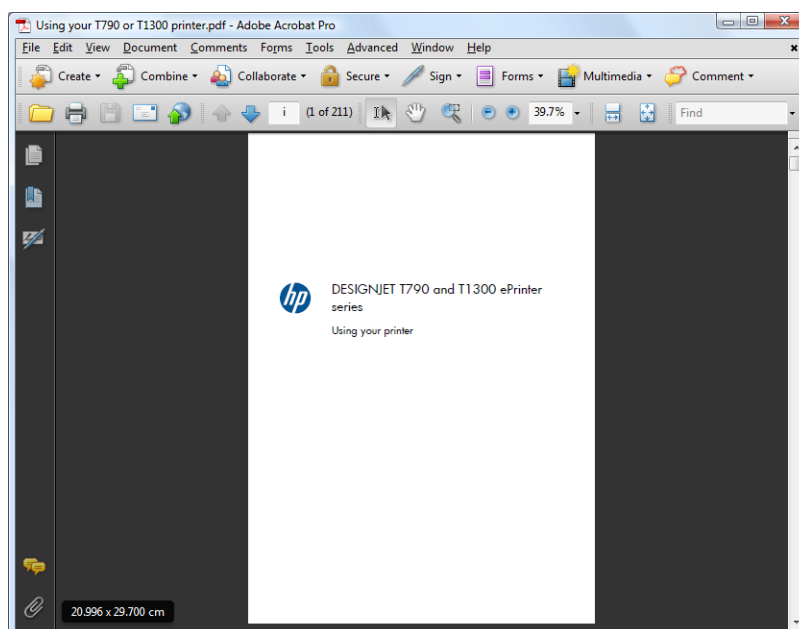 Using your T790 or T1300 printer.pdf - Adobe Acrobat Pro
File Edit View Document Comments Forms Tools Advanced Window Help
Create Combine Collaborate Secure Sign Forms Multimedia Comment
i (1 of 211) 39.7% Find
hp
DESIGNJET T790 and T1300 ePrinter
series
Using your printer
20.996 x 29.700 cm